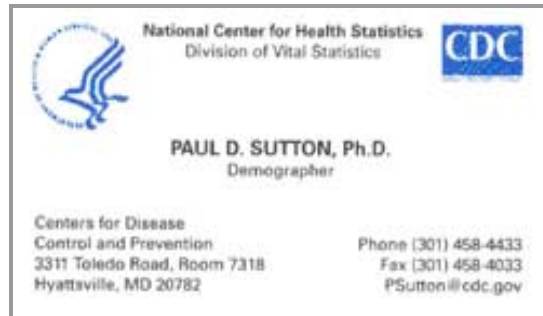 National Center for Health Statistics
Division of Vital Statistics
CDC
PAUL D. SUTTON, Ph.D.
Demographer
Centers for Disease
Control and Prevention
3311 Toledo Road, Room 7318
Hyattsville, MD 20782
Phone (301) 458-4433
Fax (301) 458-4033
PSutton@cdc.gov